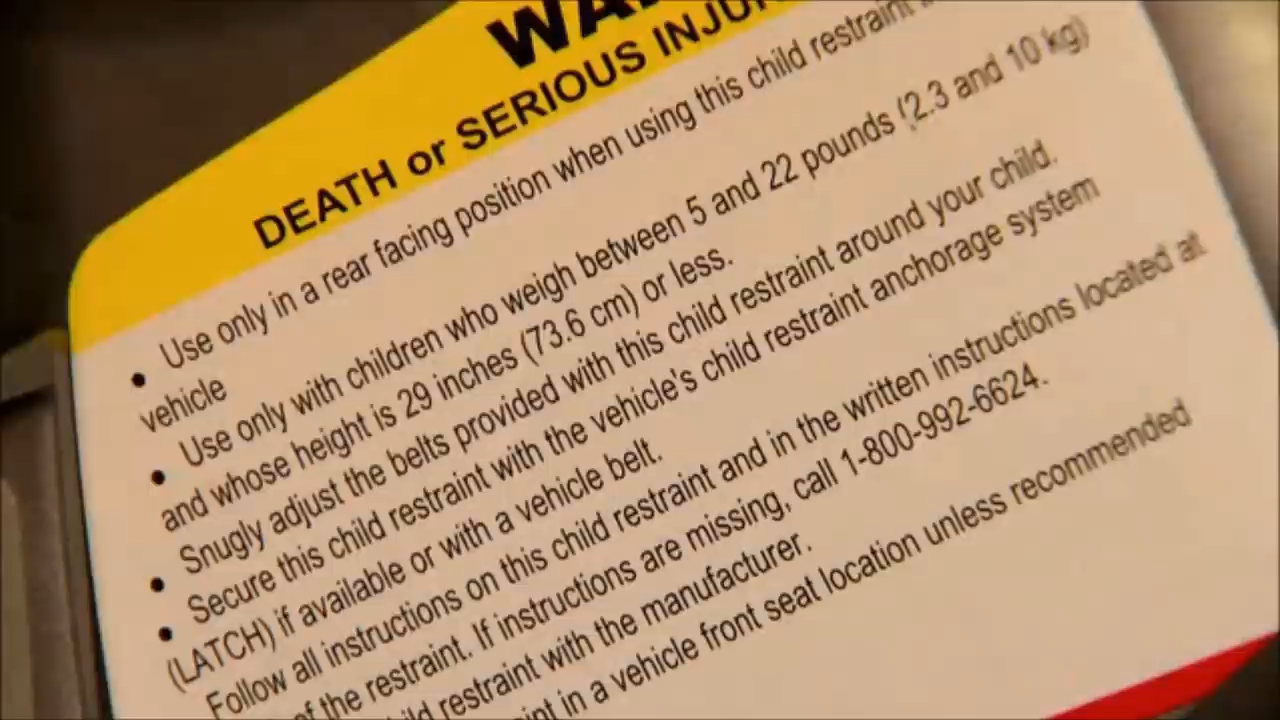 DEATH or SERIOUS INJUR
Use only in a rear facing position when using this child restraint
vehicle
Use only with children who weigh between 5 and 22 pounds (2.3 and 10 kg)
and whose height is 29 inches (73.6 cm) or less.
Snugly adjust the belts provided with this child restraint around your child.
Secure this child restraint with the vehicle's child restraint anchorage system
(LATCH) if available or with a vehicle belt.
Follow all instructions on this child restraint and in the written instructions located at
of the restraint. If instructions are missing, call 1-800-992-6624.
restraint with the manufacturer.
in a vehicle front seat location unless recommended